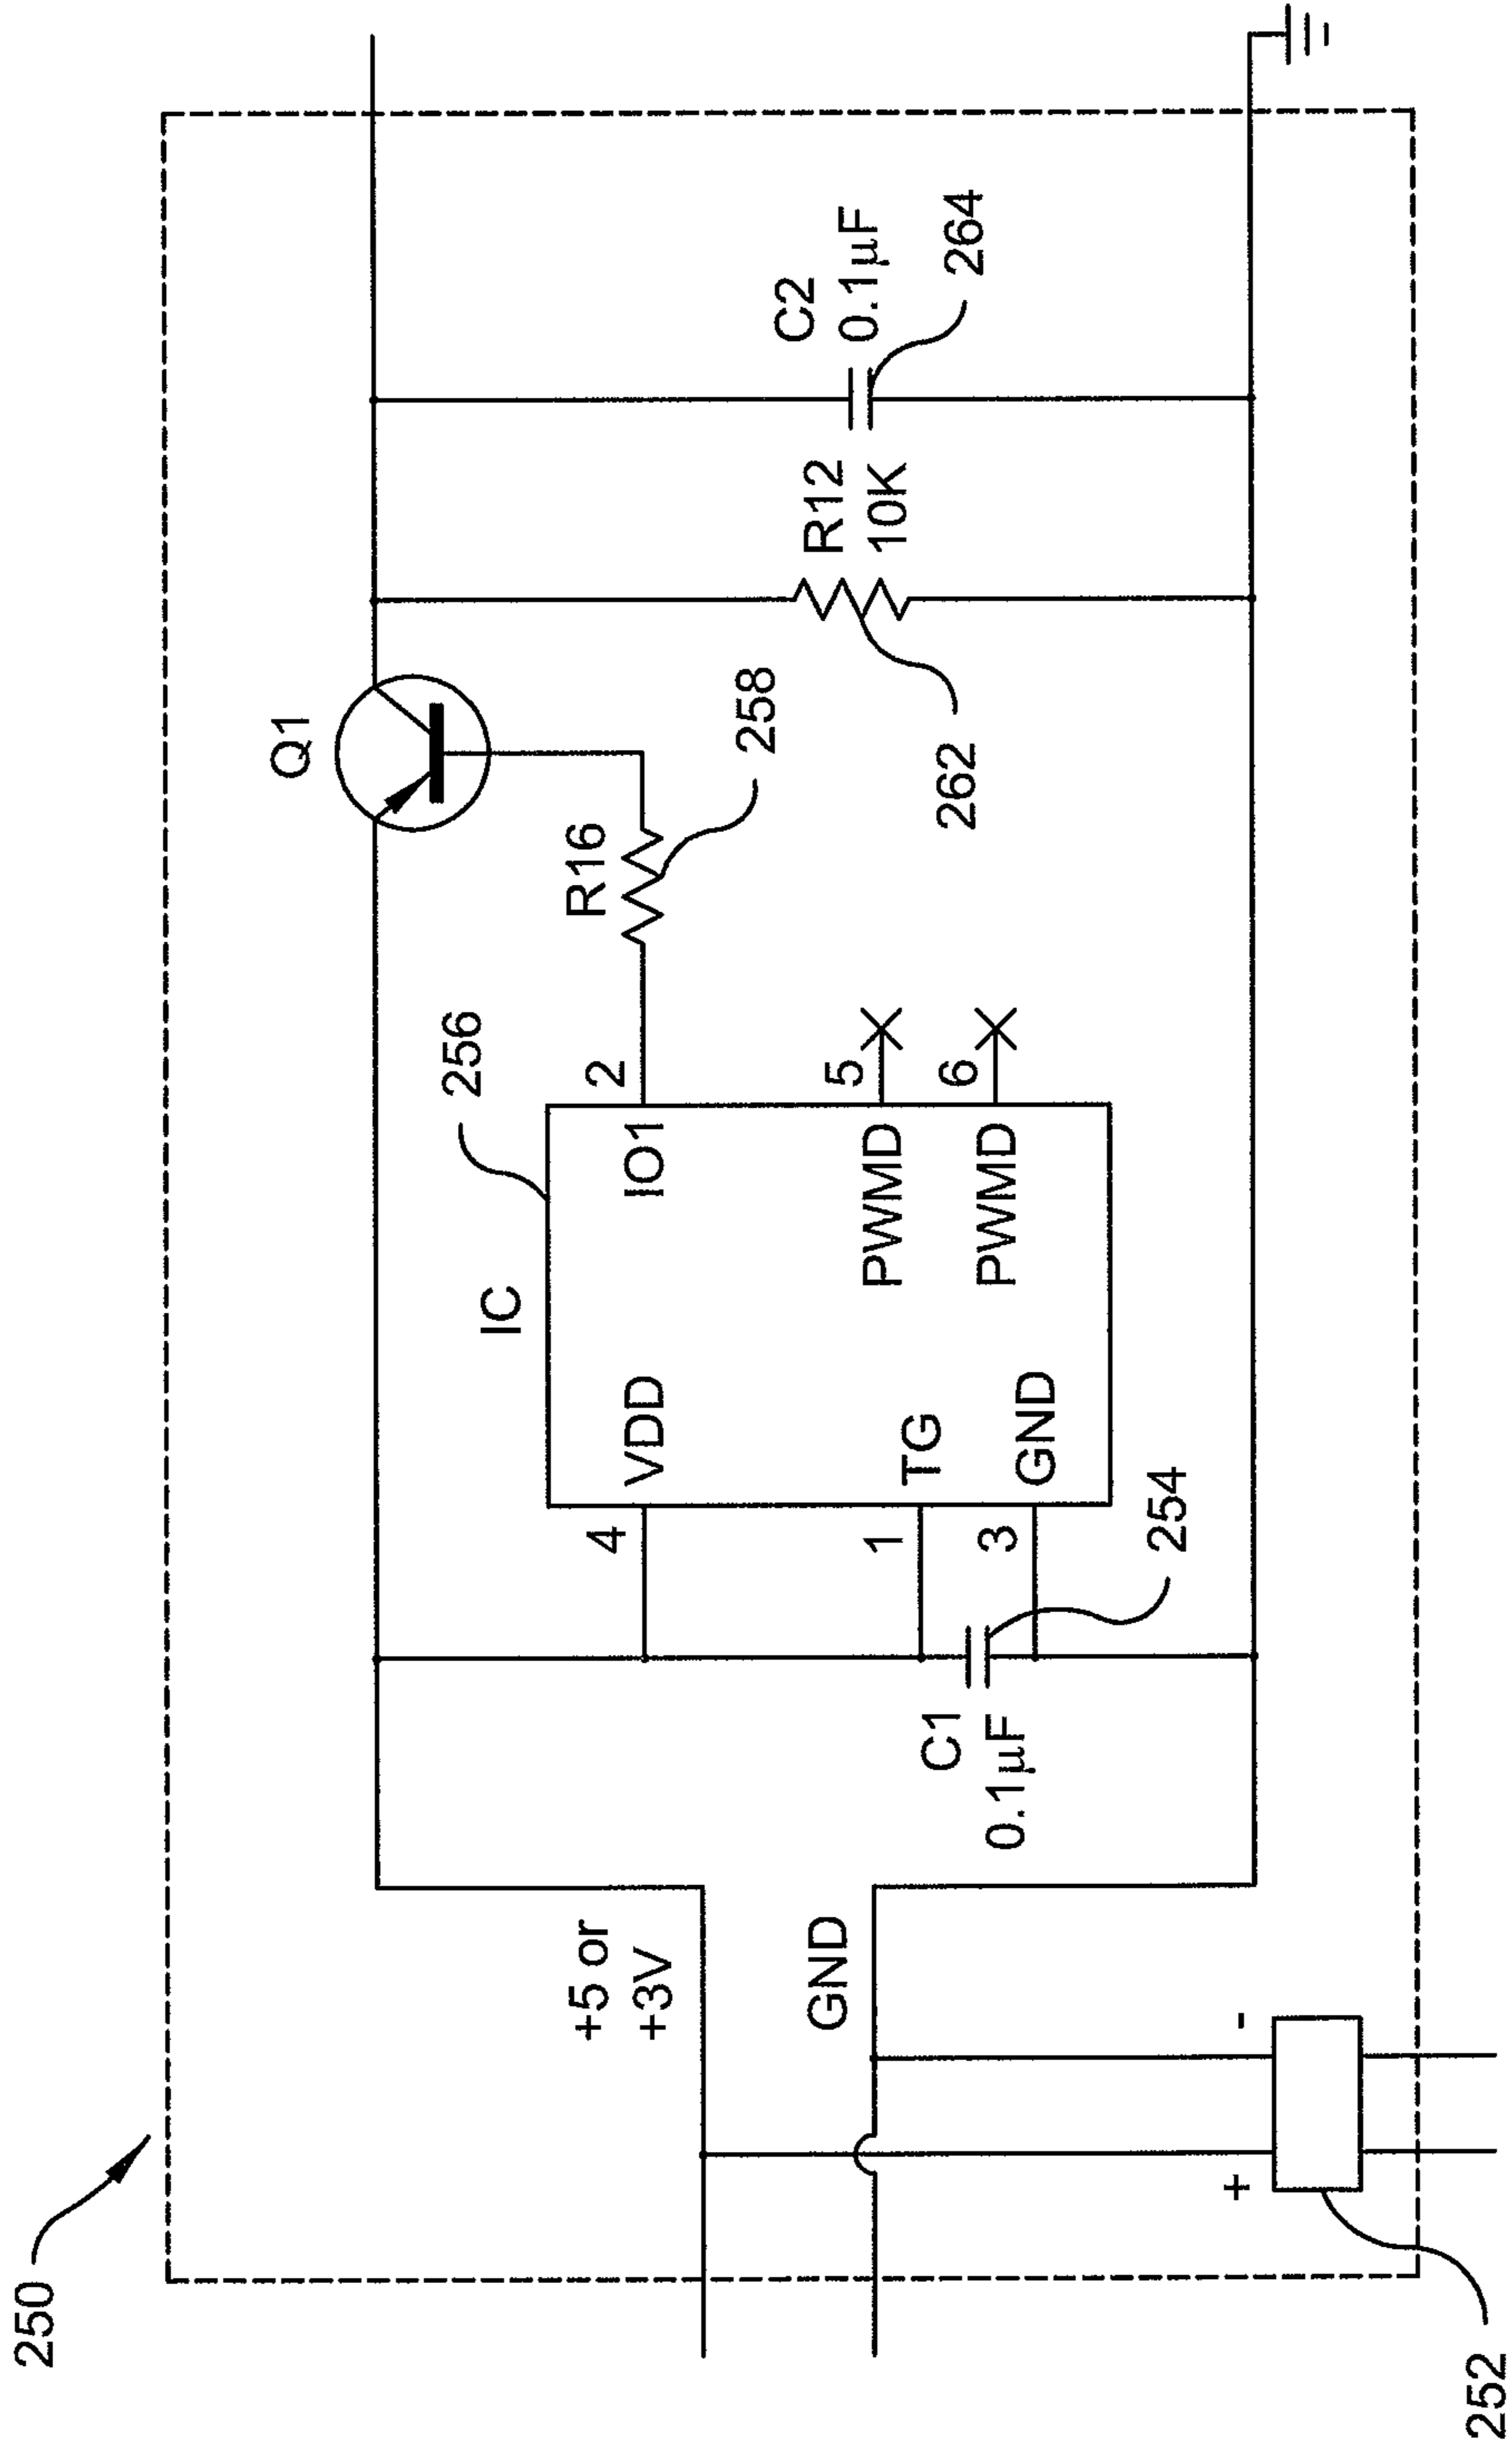 250
Q1
256
IC
R16
258
C2
0.1µF
264
R12
10K
262
4
VDD
IO1
2
1
TG
PWMD
5
3
GND
PWMD
6
C1
0.1µF
254
+5 or
+3V
GND
+
-
252